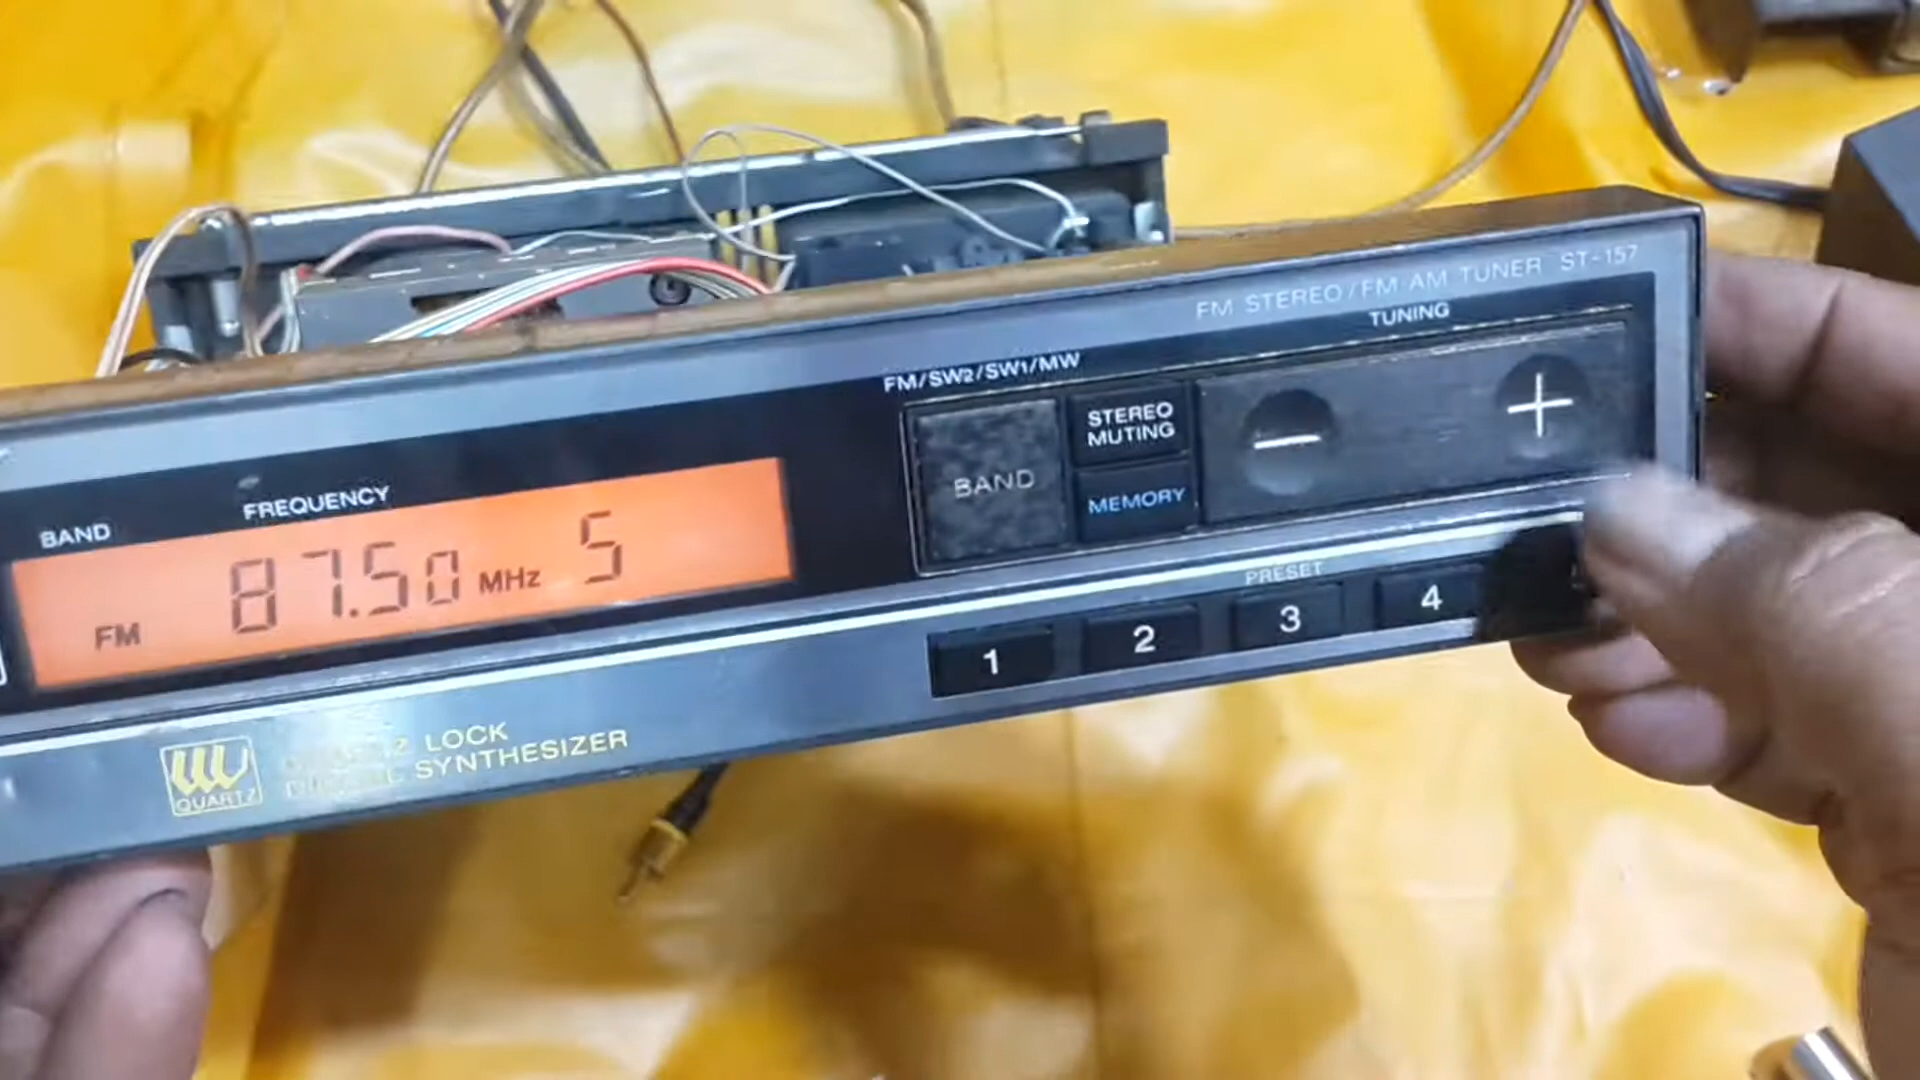 FM STEREO/FM-AM TUNER ST-157
TUNING
FM/SW2/SW1/MW
STEREO
MUTING
BAND
MEMORY
BAND
FREQUENCY
FM 87.50 MHz 5
PRESET
1 2 3 4
LOCK
SYNTHESIZER
QUARTZ